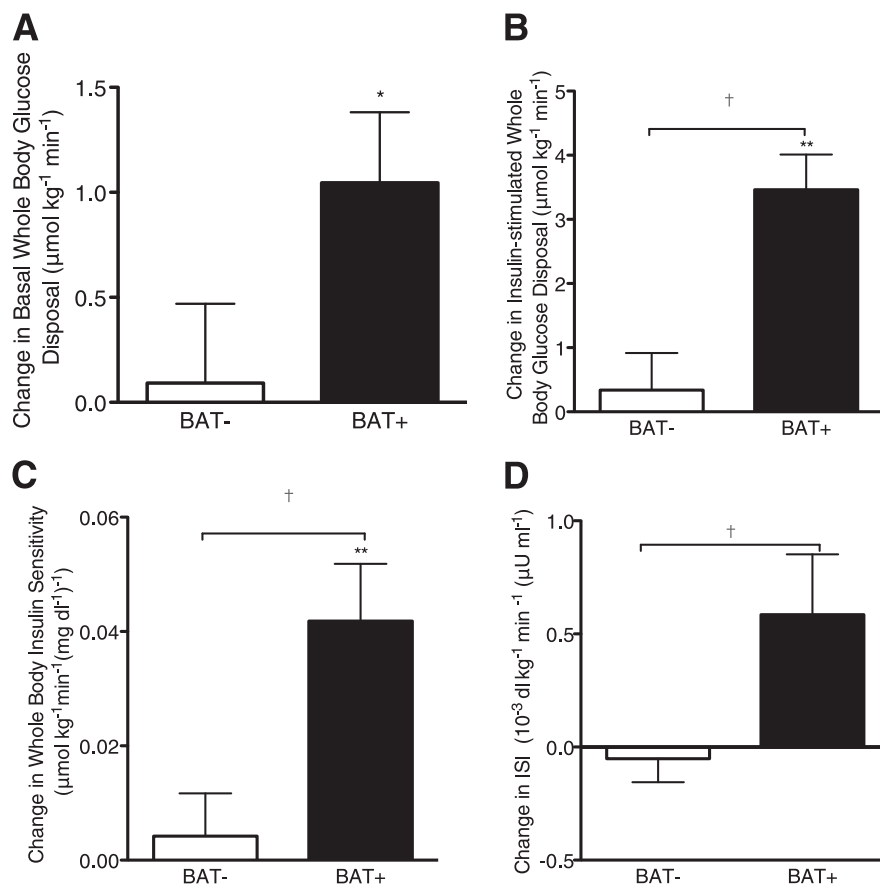 A
Change in Basal Whole Body Glucose
Disposal (µmol kg-1 min-1)
1.5
1.0
0.5
0.0
*
BAT-
BAT+
B
Change in Insulin-stimulated Whole
Body Glucose Disposal (µmol kg-1 min-1)
5
4
3
2
1
0
†
**
BAT-
BAT+
C
Change in Whole Body Insulin Sensitivity
(µmol kg-1min-1(mg dl-1)-1)
0.06
0.04
0.02
0.00
†
**
BAT-
BAT+
D
Change in ISI (10-3 dl kg-1 min -1 (µU ml-1)
1.0
0.5
0.0
-0.5
†
BAT-
BAT+